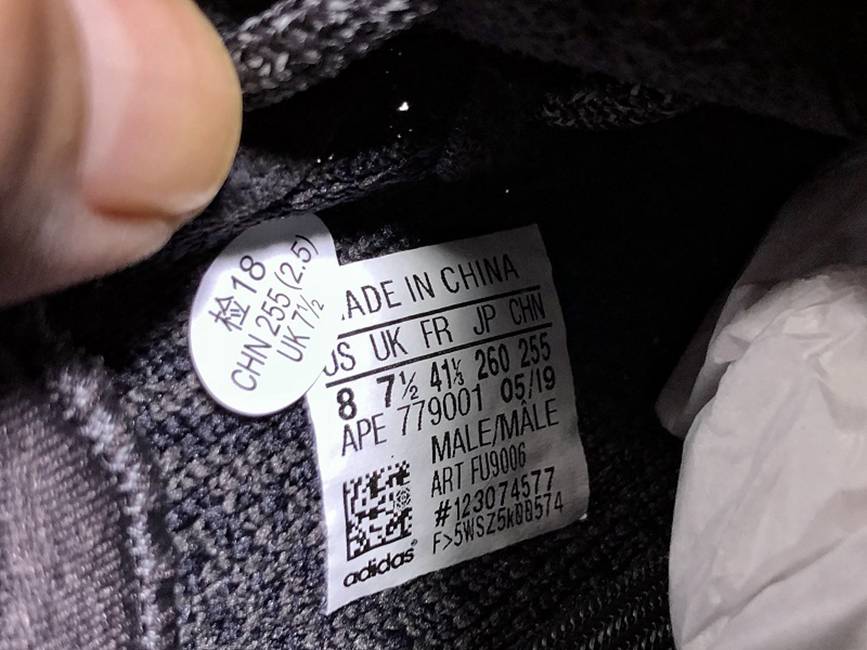 检18
CHN 255 (2.5)
UK 7½
ADE IN CHINA
US UK FR JP CHN
8 7½ 41⅓ 260 255
APE 779001 05/19
MALE/MÂLE
ART FU9006
#123074577
F>5WSZ5k00574
adidas®